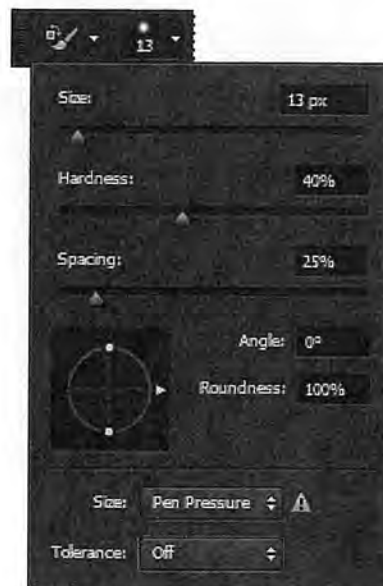 13
Size: 13 px
Hardness: 40%
Spacing: 25%
Angle: 0°
Roundness: 100%
Size: Pen Pressure
Tolerance: Off